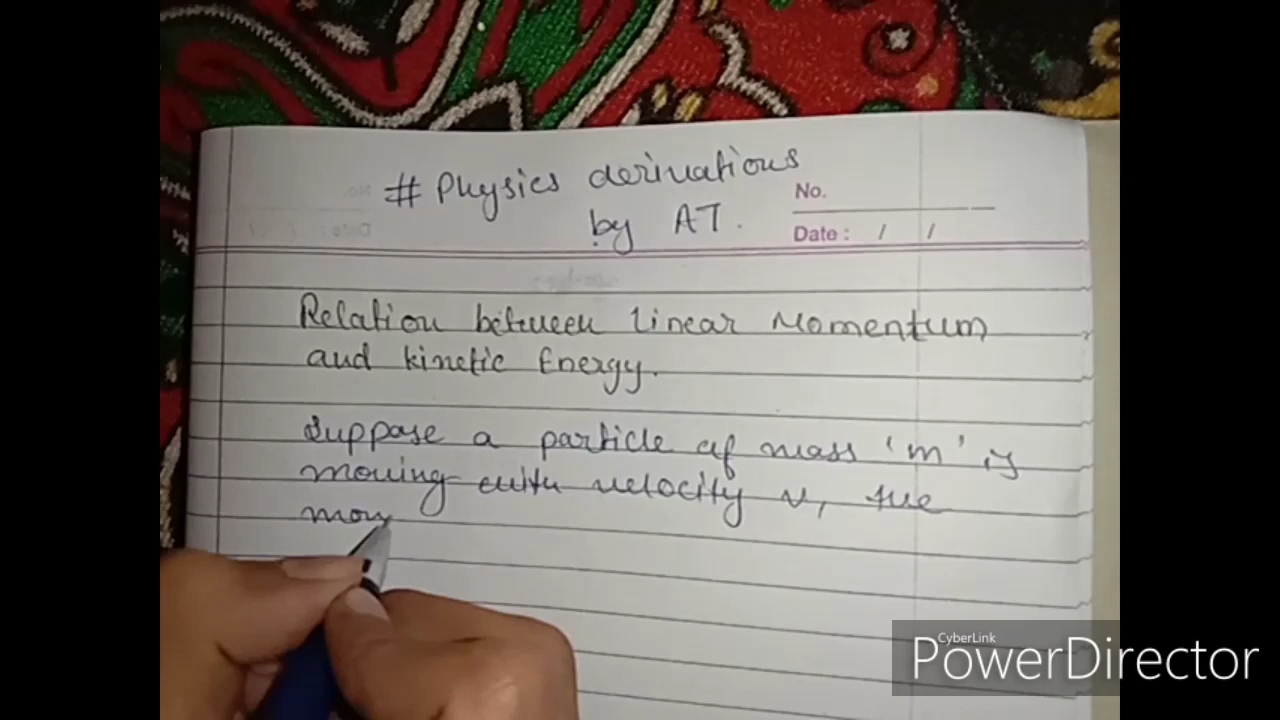 # Physics derivations
by AT.
No.
Date : / /
Relation between linear Momentum
and kinetic Energy.
Suppose a particle of mass 'm' is
moving with velocity v, the
mom
CyberLink
PowerDirector